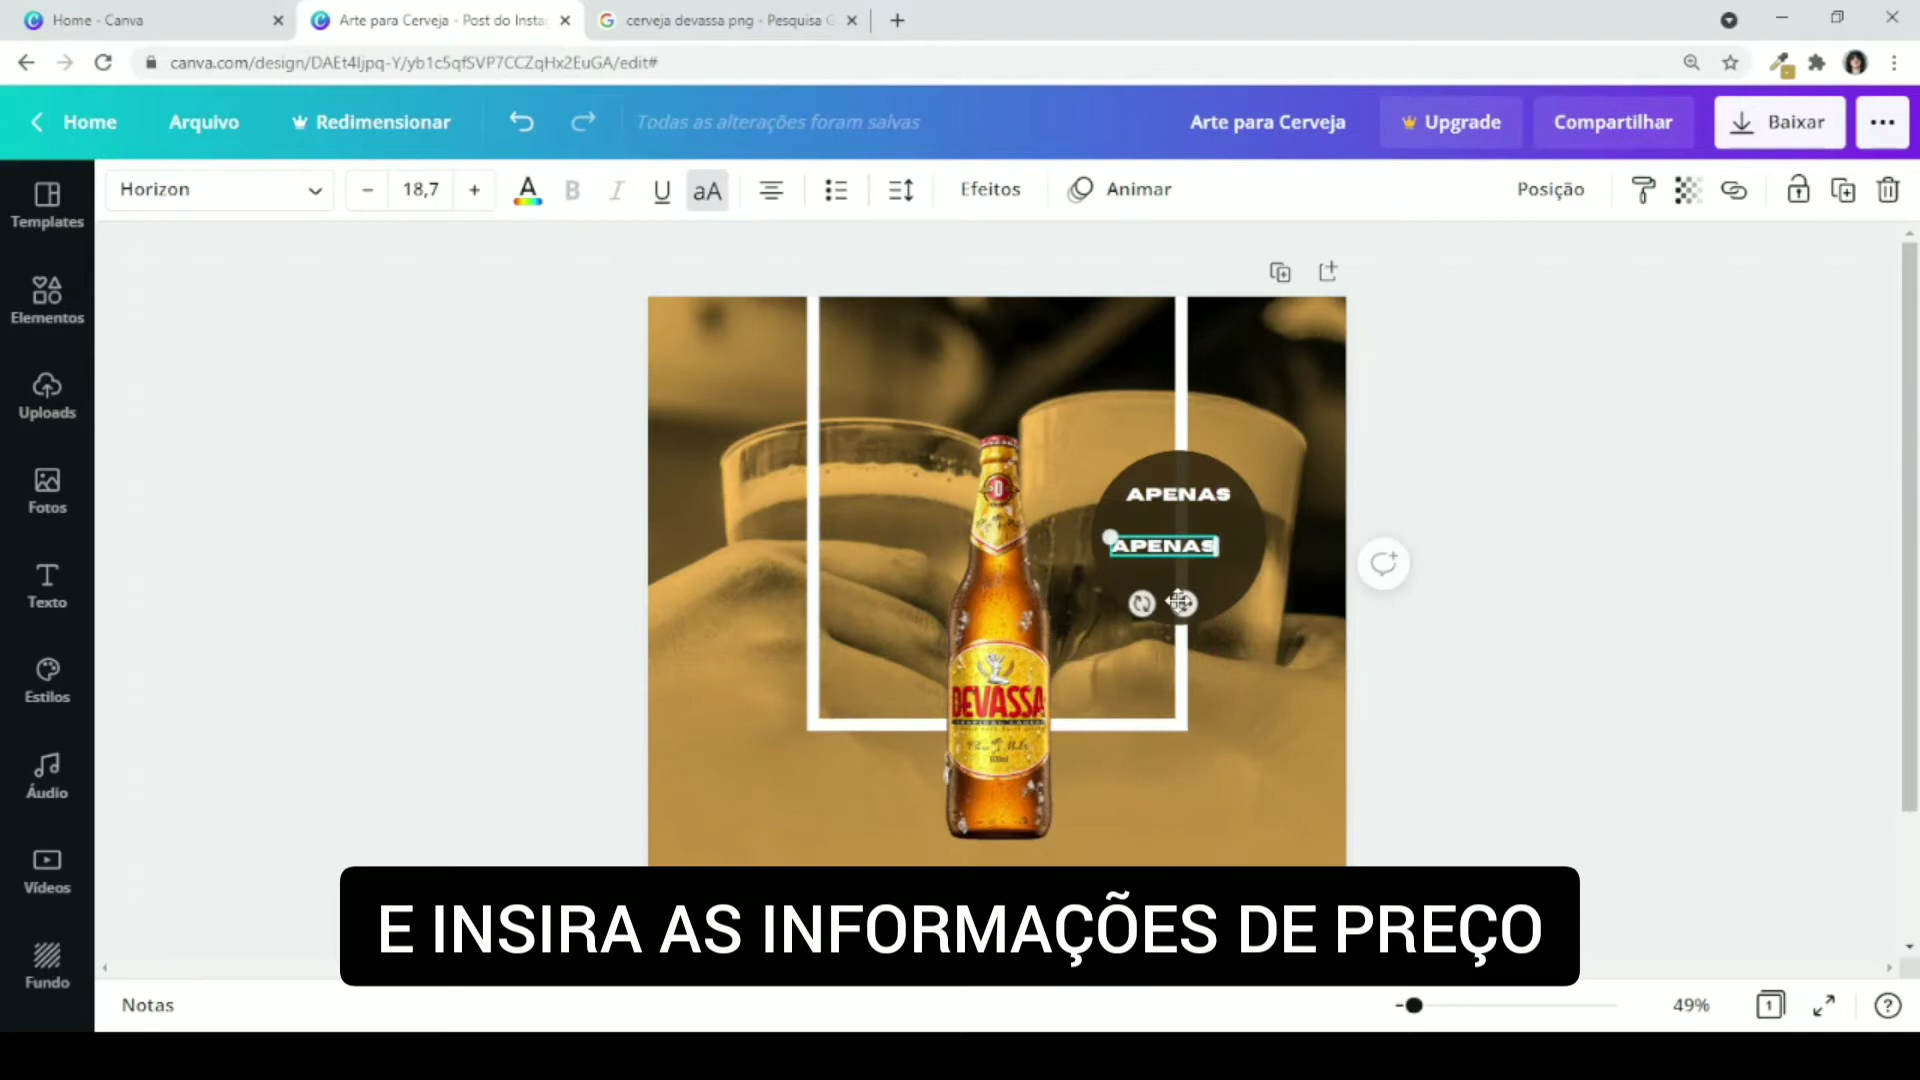 Home - Canva
Arte para Cerveja - Post do Insta
cerveja devassa png - Pesquisa G
canva.com/design/DAEt4Ijpq-Y/yb1c5qfSVP7CCZqHx2EuGA/edit#
Home
Arquivo
Redimensionar
Todas as alterações foram salvas
Arte para Cerveja
Upgrade
Compartilhar
Baixar
Horizon
18,7
Efeitos
Animar
Posição
Templates
Elementos
Uploads
Fotos
Texto
Estilos
Áudio
Vídeos
Fundo
APENAS
APENAS
DEVASSA
E INSIRA AS INFORMAÇÕES DE PREÇO
Notas
49%
1